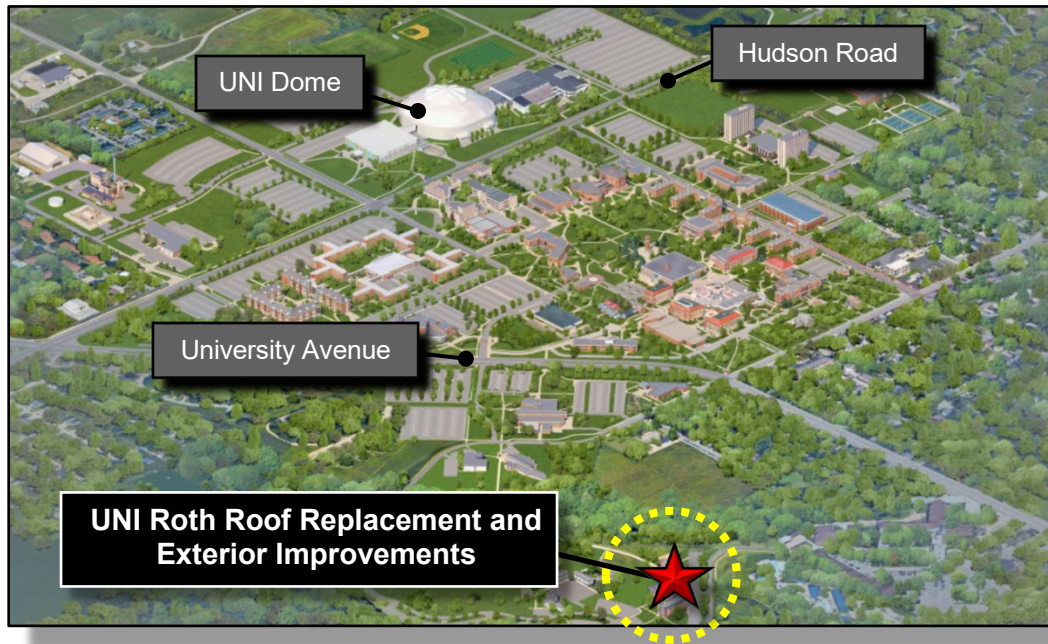 Hudson Road
UNI Dome
University Avenue
UNI Roth Roof Replacement and
Exterior Improvements